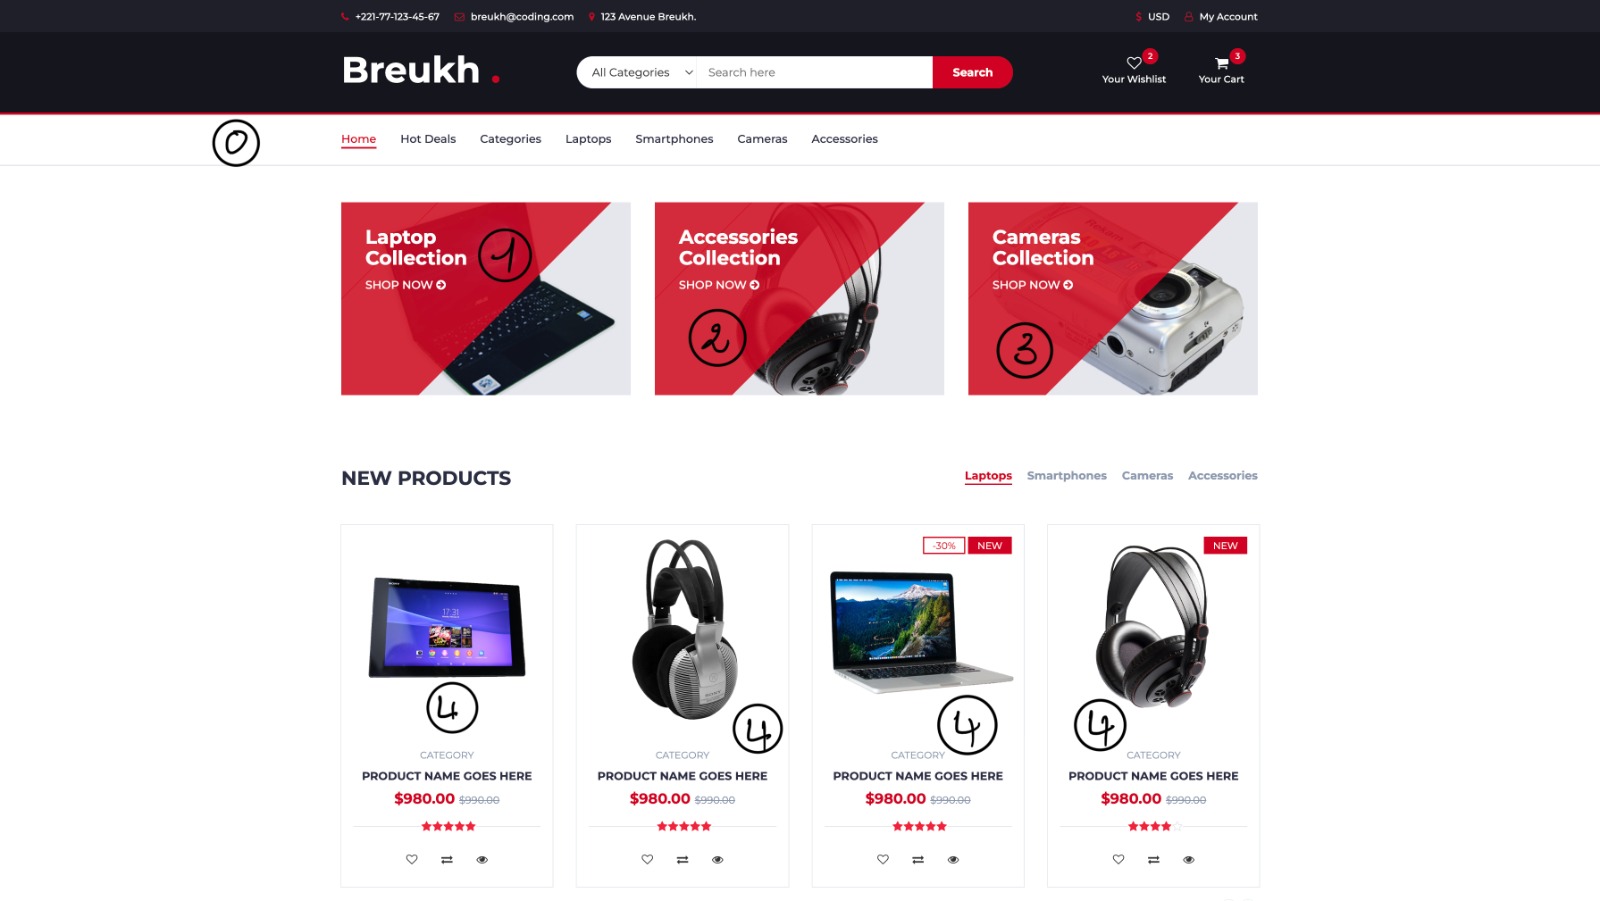 +221-77-123-45-67 breukh@coding.com 123 Avenue Breukh. $ USD My Account
Breukh . All Categories Search here Search 2 Your Wishlist 3 Your Cart
0 Home Hot Deals Categories Laptops Smartphones Cameras Accessories
Laptop
Collection
SHOP NOW
1
Accessories
Collection
SHOP NOW
2
Cameras
Collection
SHOP NOW
3
NEW PRODUCTS Laptops Smartphones Cameras Accessories
4
CATEGORY
PRODUCT NAME GOES HERE
$980.00 $990.00
SONY
4
CATEGORY
PRODUCT NAME GOES HERE
$980.00 $990.00
-30% NEW
4
CATEGORY
PRODUCT NAME GOES HERE
$980.00 $990.00
NEW
4
CATEGORY
PRODUCT NAME GOES HERE
$980.00 $990.00